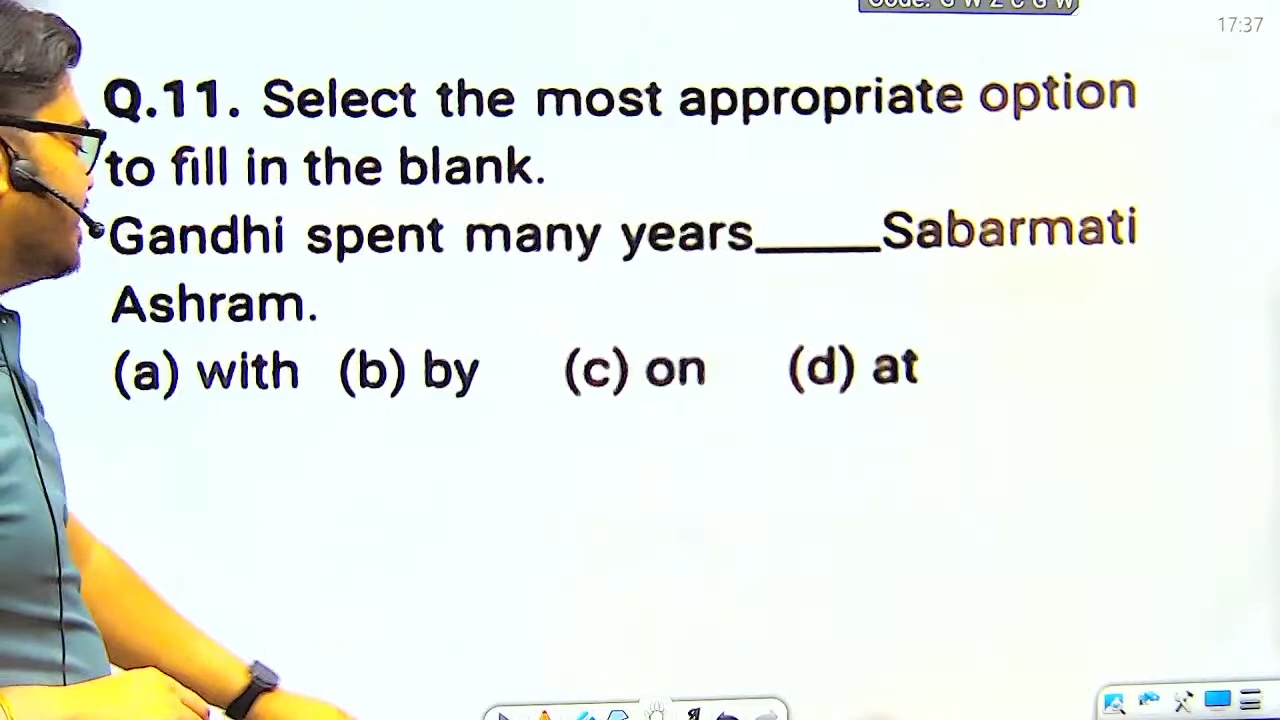 Code: G W Z C G W
17:37
Q.11. Select the most appropriate option
to fill in the blank.
Gandhi spent many years_____Sabarmati
Ashram.
(a) with (b) by (c) on (d) at